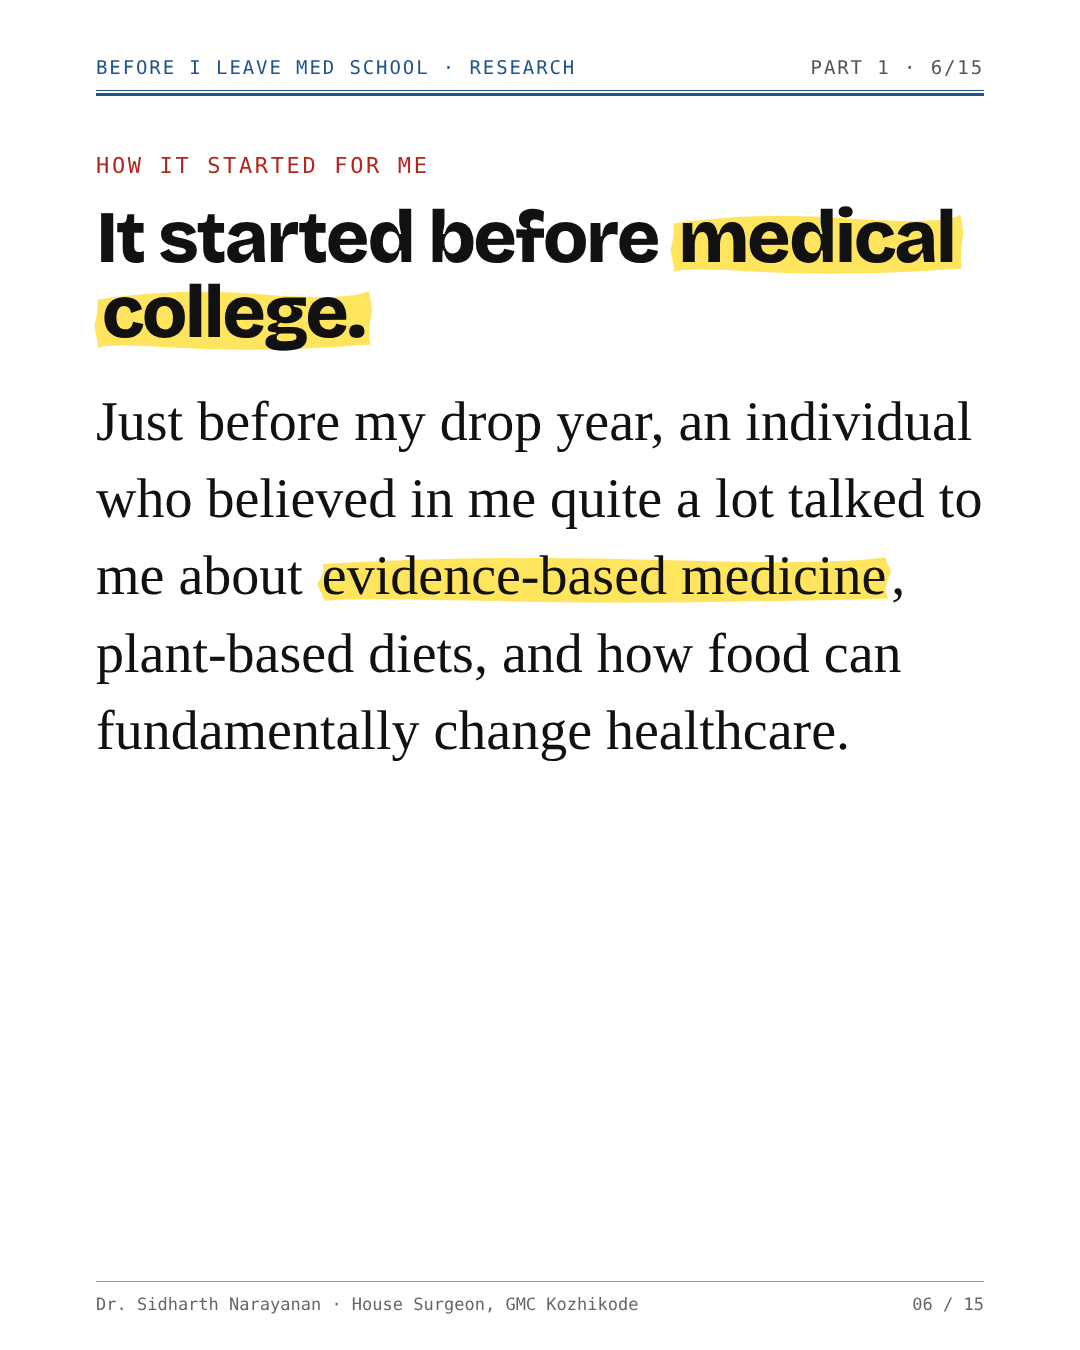 BEFORE I LEAVE MED SCHOOL · RESEARCH
PART 1 · 6/15
HOW IT STARTED FOR ME
It started before medical
college.
Just before my drop year, an individual
who believed in me quite a lot talked to
me about evidence-based medicine,
plant-based diets, and how food can
fundamentally change healthcare.
Dr. Sidharth Narayanan · House Surgeon, GMC Kozhikode
06 / 15